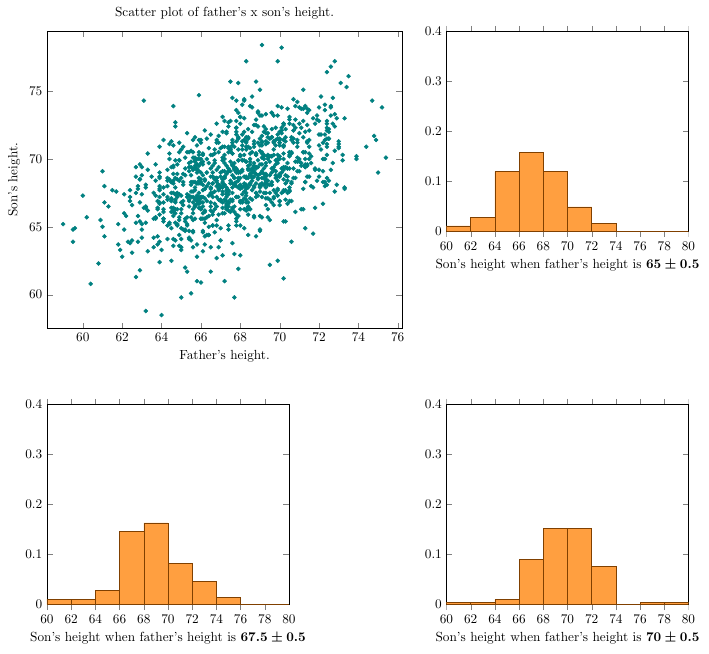 Scatter plot of father's x son's height.
Son's height.
75
70
65
60
60 62 64 66 68 70 72 74 76
Father's height.
0.4
0.3
0.2
0.1
0
60 62 64 66 68 70 72 74 76 78 80
Son's height when father's height is 65 ± 0.5
0.4
0.3
0.2
0.1
0
60 62 64 66 68 70 72 74 76 78 80
Son's height when father's height is 67.5 ± 0.5
0.4
0.3
0.2
0.1
0
60 62 64 66 68 70 72 74 76 78 80
Son's height when father's height is 70 ± 0.5